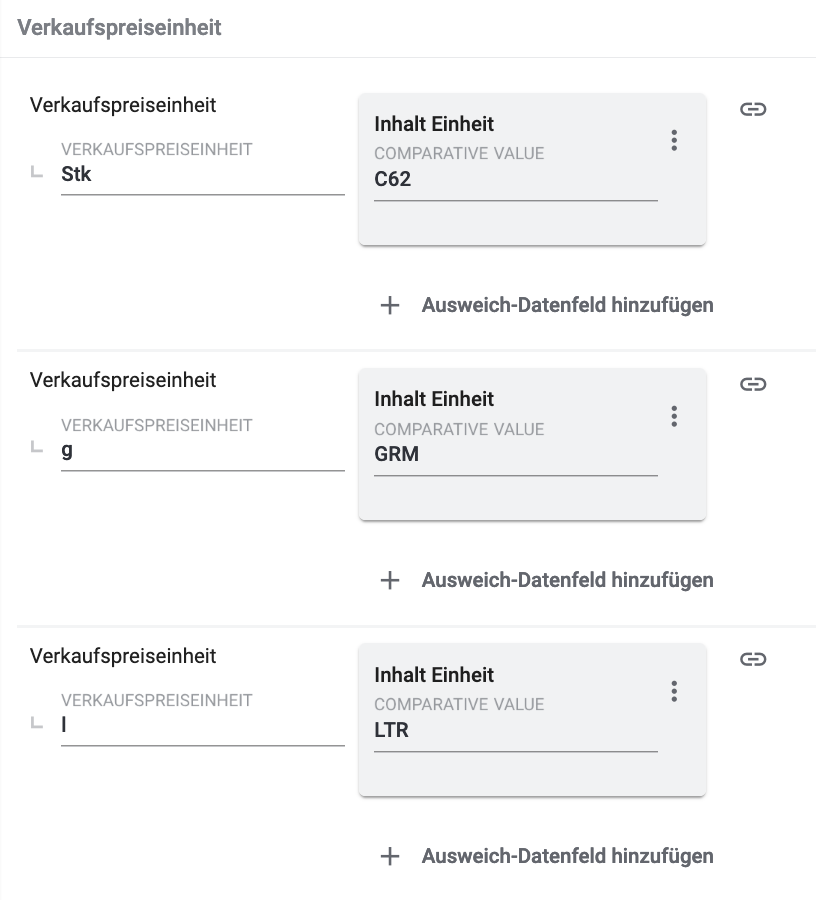 Verkaufspreiseinheit
Verkaufspreiseinheit
VERKAUFSPREISEINHEIT
Stk
Inhalt Einheit
COMPARATIVE VALUE
C62
Ausweich-Datenfeld hinzufügen
Verkaufspreiseinheit
VERKAUFSPREISEINHEIT
g
Inhalt Einheit
COMPARATIVE VALUE
GRM
Ausweich-Datenfeld hinzufügen
Verkaufspreiseinheit
VERKAUFSPREISEINHEIT
l
Inhalt Einheit
COMPARATIVE VALUE
LTR
Ausweich-Datenfeld hinzufügen